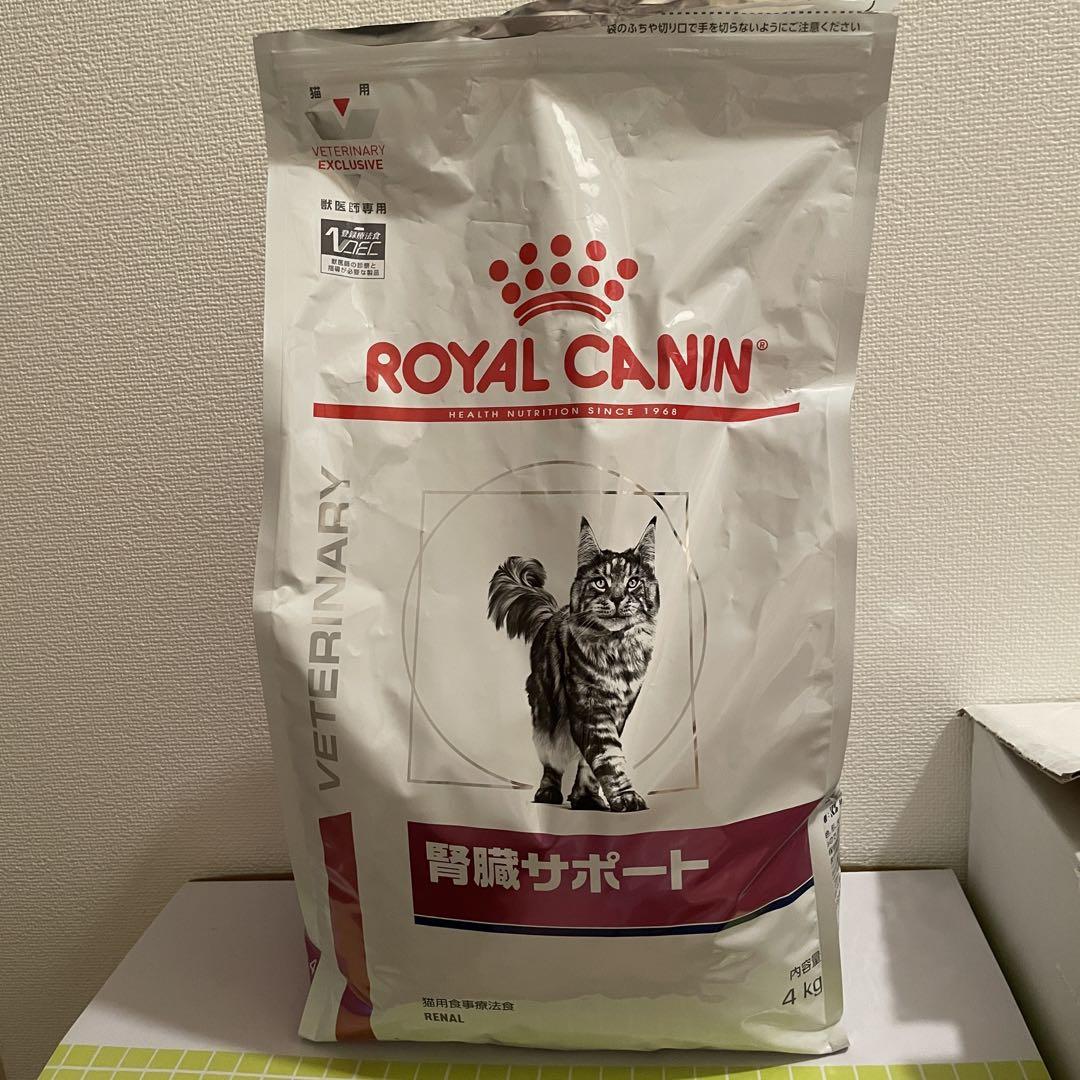 袋のふちや切り口で手を切らないようにご注意ください
猫用
VETERINARY
EXCLUSIVE
獣医師専用
登録療法食
VDEC
獣医師の診察と
指導が必要な製品
ROYAL CANIN®
HEALTH NUTRITION SINCE 1968
VETERINARY
腎臓サポート
内容量
4 kg
猫用食事療法食
RENAL